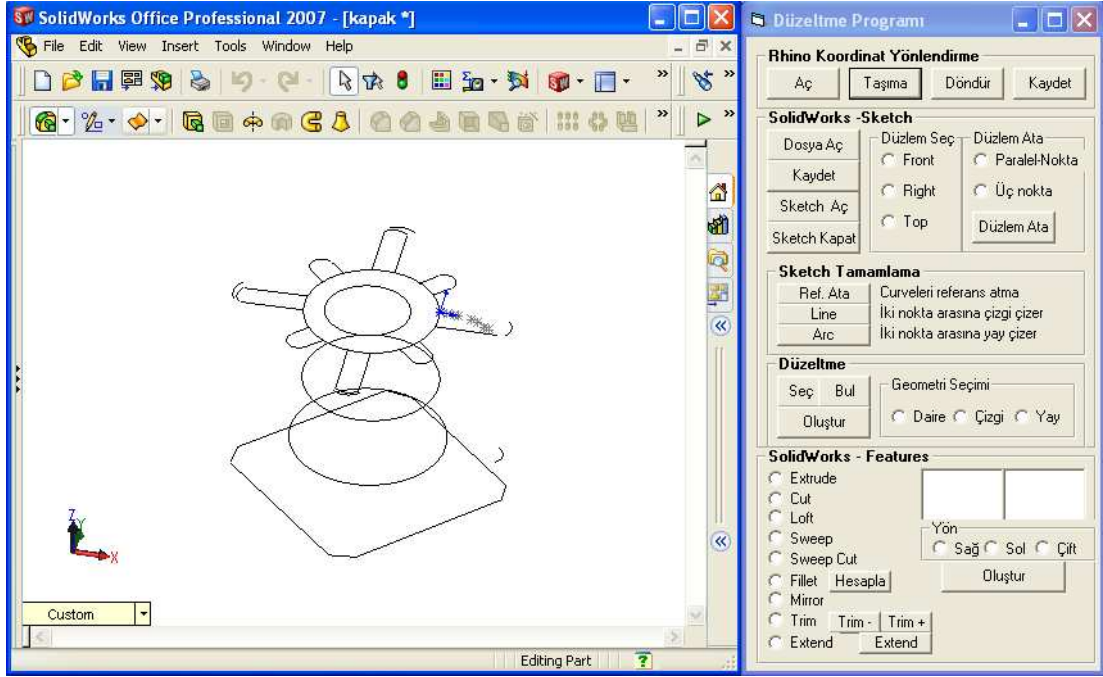 SolidWorks Office Professional 2007 - [kapak *]
File Edit View Insert Tools Window Help
Z
Y
X
Custom
Editing Part
Düzeltme Programı
Rhino Koordinat Yönlendirme
Aç Taşıma Döndür Kaydet
SolidWorks -Sketch
Dosya Aç
Kaydet
Sketch Aç
Sketch Kapat
Düzlem Seç
Front
Right
Top
Düzlem Ata
Paralel-Nokta
Üç nokta
Düzlem Ata
Sketch Tamamlama
Ref. Ata Curveleri referans atma
Line İki nokta arasına çizgi çizer
Arc İki nokta arasına yay çizer
Düzeltme
Seç Bul
Oluştur
Geometri Seçimi
Daire Çizgi Yay
SolidWorks - Features
Extrude
Cut
Loft
Sweep
Sweep Cut
Fillet Hesapla
Mirror
Trim Trim - Trim +
Extend Extend
Yön
Sağ Sol Çift
Oluştur